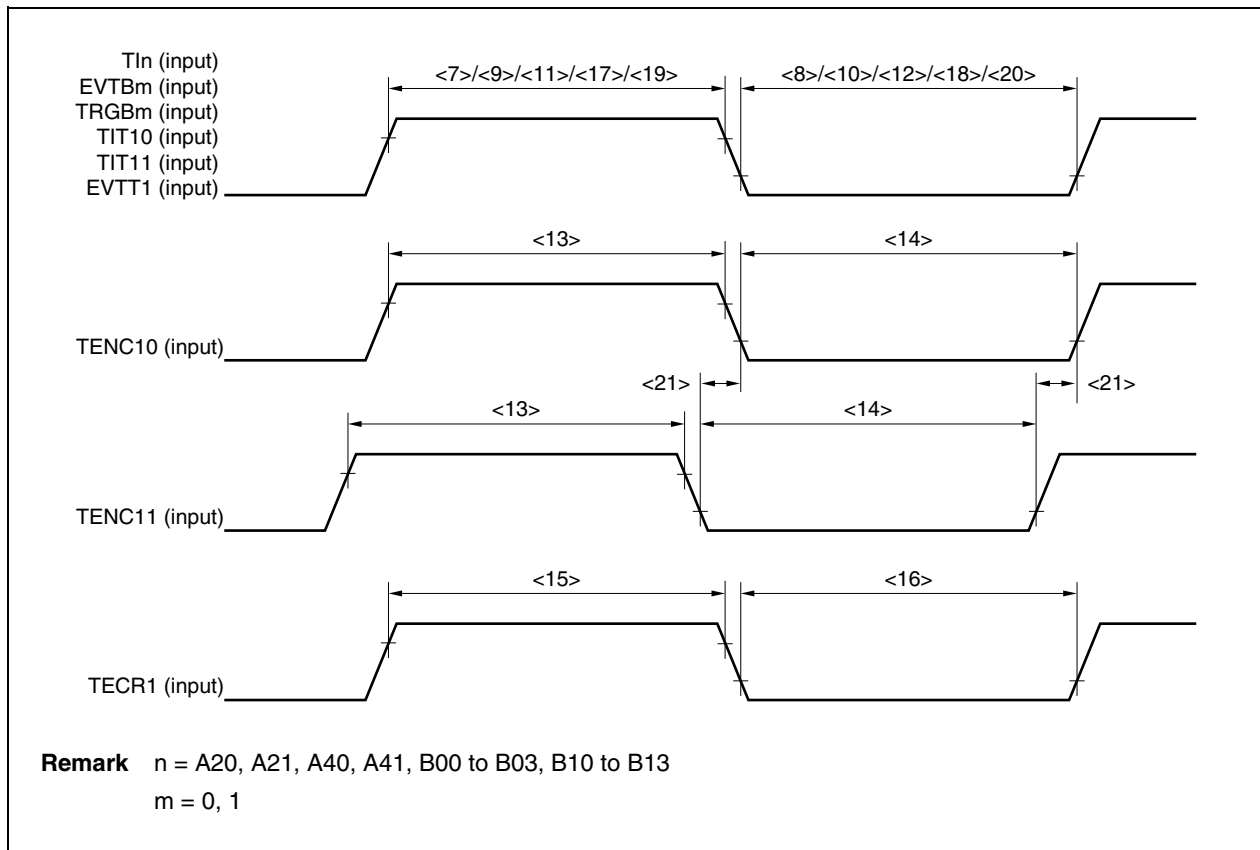 TIn (input)
EVTBm (input)
TRGBm (input)
TIT10 (input)
TIT11 (input)
EVTT1 (input)
<7>/<9>/<11>/<17>/<19>
<8>/<10>/<12>/<18>/<20>
<13>
<14>
TENC10 (input)
<21>
<21>
<13>
<14>
TENC11 (input)
<15>
<16>
TECR1 (input)
Remark n = A20, A21, A40, A41, B00 to B03, B10 to B13
m = 0, 1